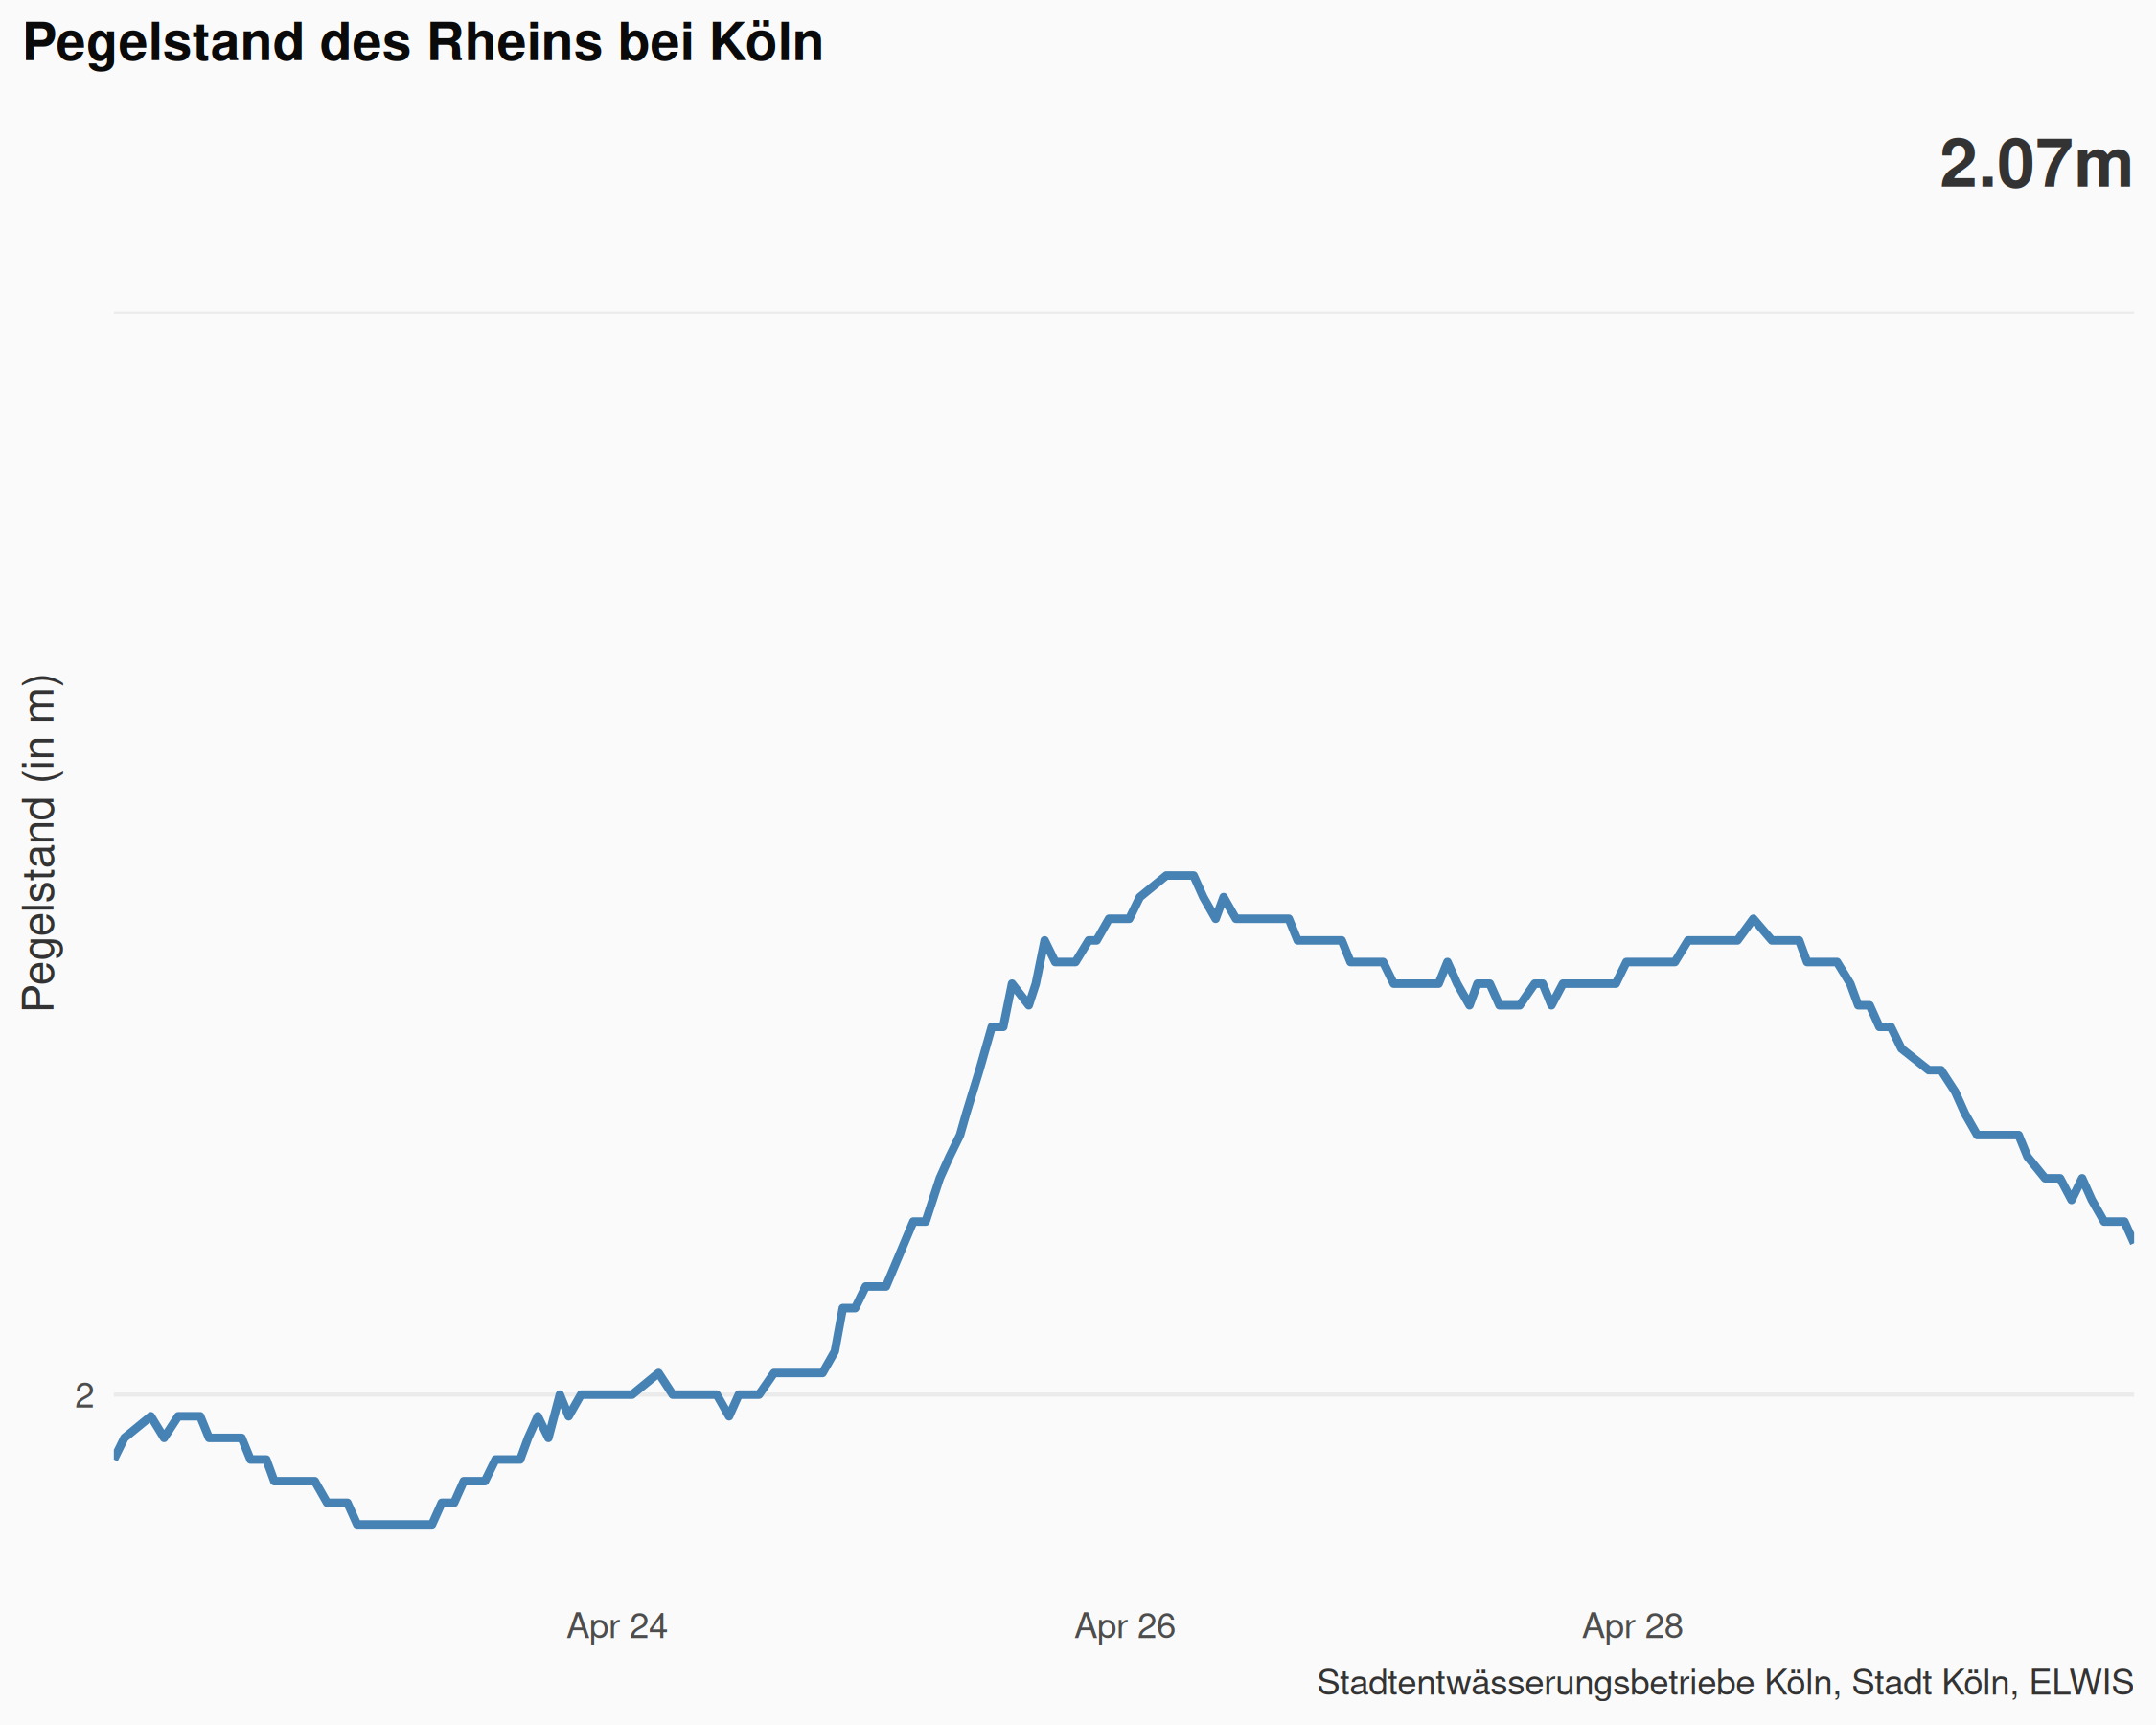 Pegelstand des Rheins bei Köln
2.07m
Pegelstand (in m)
2
Apr 24 Apr 26 Apr 28
Stadtentwässerungsbetriebe Köln, Stadt Köln, ELWIS